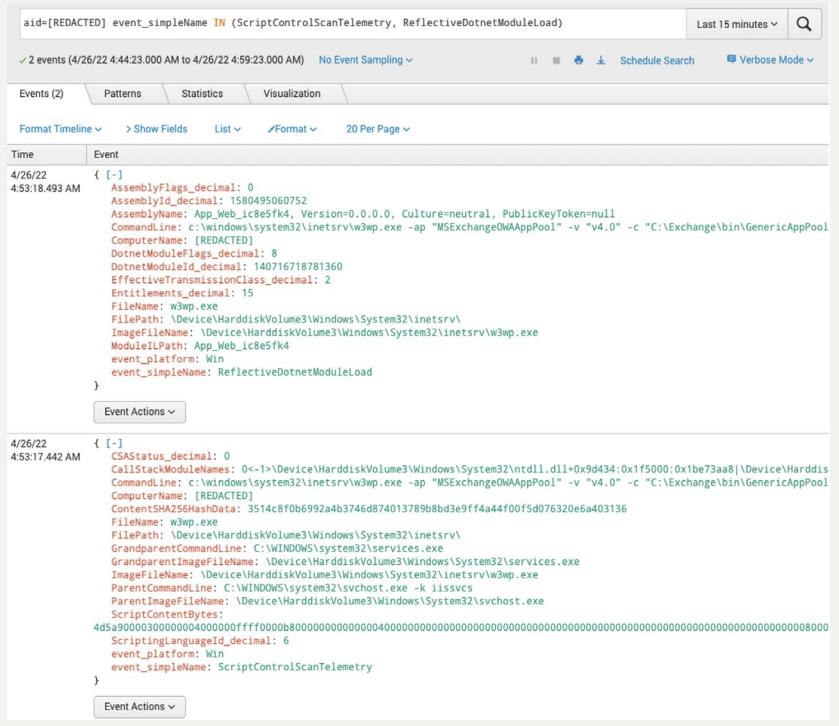 aid=[REDACTED] event_simpleName IN (ScriptControlScanTelemetry, ReflectiveDotnetModuleLoad)
Last 15 minutes
2 events (4/26/22 4:44:23.000 AM to 4/26/22 4:59:23.000 AM)
No Event Sampling
Schedule Search
Verbose Mode
Events (2)
Patterns
Statistics
Visualization
Format Timeline
> Show Fields
List
Format
20 Per Page
Time
Event
4/26/22
4:53:18.493 AM
{ [-]
AssemblyFlags_decimal: 0
AssemblyId_decimal: 1580495060752
AssemblyName: App_Web_ic8e5fk4, Version=0.0.0.0, Culture=neutral, PublicKeyToken=null
CommandLine: c:\windows\system32\inetsrv\w3wp.exe -ap "MSExchangeOWAAppPool" -v "v4.0" -c "C:\Exchange\bin\GenericAppPool
ComputerName: [REDACTED]
DotnetModuleFlags_decimal: 8
DotnetModuleId_decimal: 140716718781360
EffectiveTransmissionClass_decimal: 2
Entitlements_decimal: 15
FileName: w3wp.exe
FilePath: \Device\HarddiskVolume3\Windows\System32\inetsrv\
ImageFileName: \Device\HarddiskVolume3\Windows\System32\inetsrv\w3wp.exe
ModuleILPath: App_Web_ic8e5fk4
event_platform: Win
event_simpleName: ReflectiveDotnetModuleLoad
}
Event Actions
4/26/22
4:53:17.442 AM
{ [-]
CSAStatus_decimal: 0
CallStackModuleNames: 0<-1>\Device\HarddiskVolume3\Windows\System32\ntdll.dll+0x9d434:0x1f5000:0x1be73aa8|\Device\Harddis
CommandLine: c:\windows\system32\inetsrv\w3wp.exe -ap "MSExchangeOWAAppPool" -v "v4.0" -c "C:\Exchange\bin\GenericAppPool
ComputerName: [REDACTED]
ContentSHA256HashData: 3514c8f0b6992a4b3746d874013789b8bd3e9ff4a44f00f5d076320e6a403136
FileName: w3wp.exe
FilePath: \Device\HarddiskVolume3\Windows\System32\inetsrv\
GrandparentCommandLine: C:\WINDOWS\system32\services.exe
GrandparentImageFileName: \Device\HarddiskVolume3\Windows\System32\services.exe
ImageFileName: \Device\HarddiskVolume3\Windows\System32\inetsrv\w3wp.exe
ParentCommandLine: C:\WINDOWS\system32\svchost.exe -k iissvcs
ParentImageFileName: \Device\HarddiskVolume3\Windows\System32\svchost.exe
ScriptContentBytes:
ScriptingLanguageId_decimal: 6
event_platform: Win
event_simpleName: ScriptControlScanTelemetry
}
Event Actions